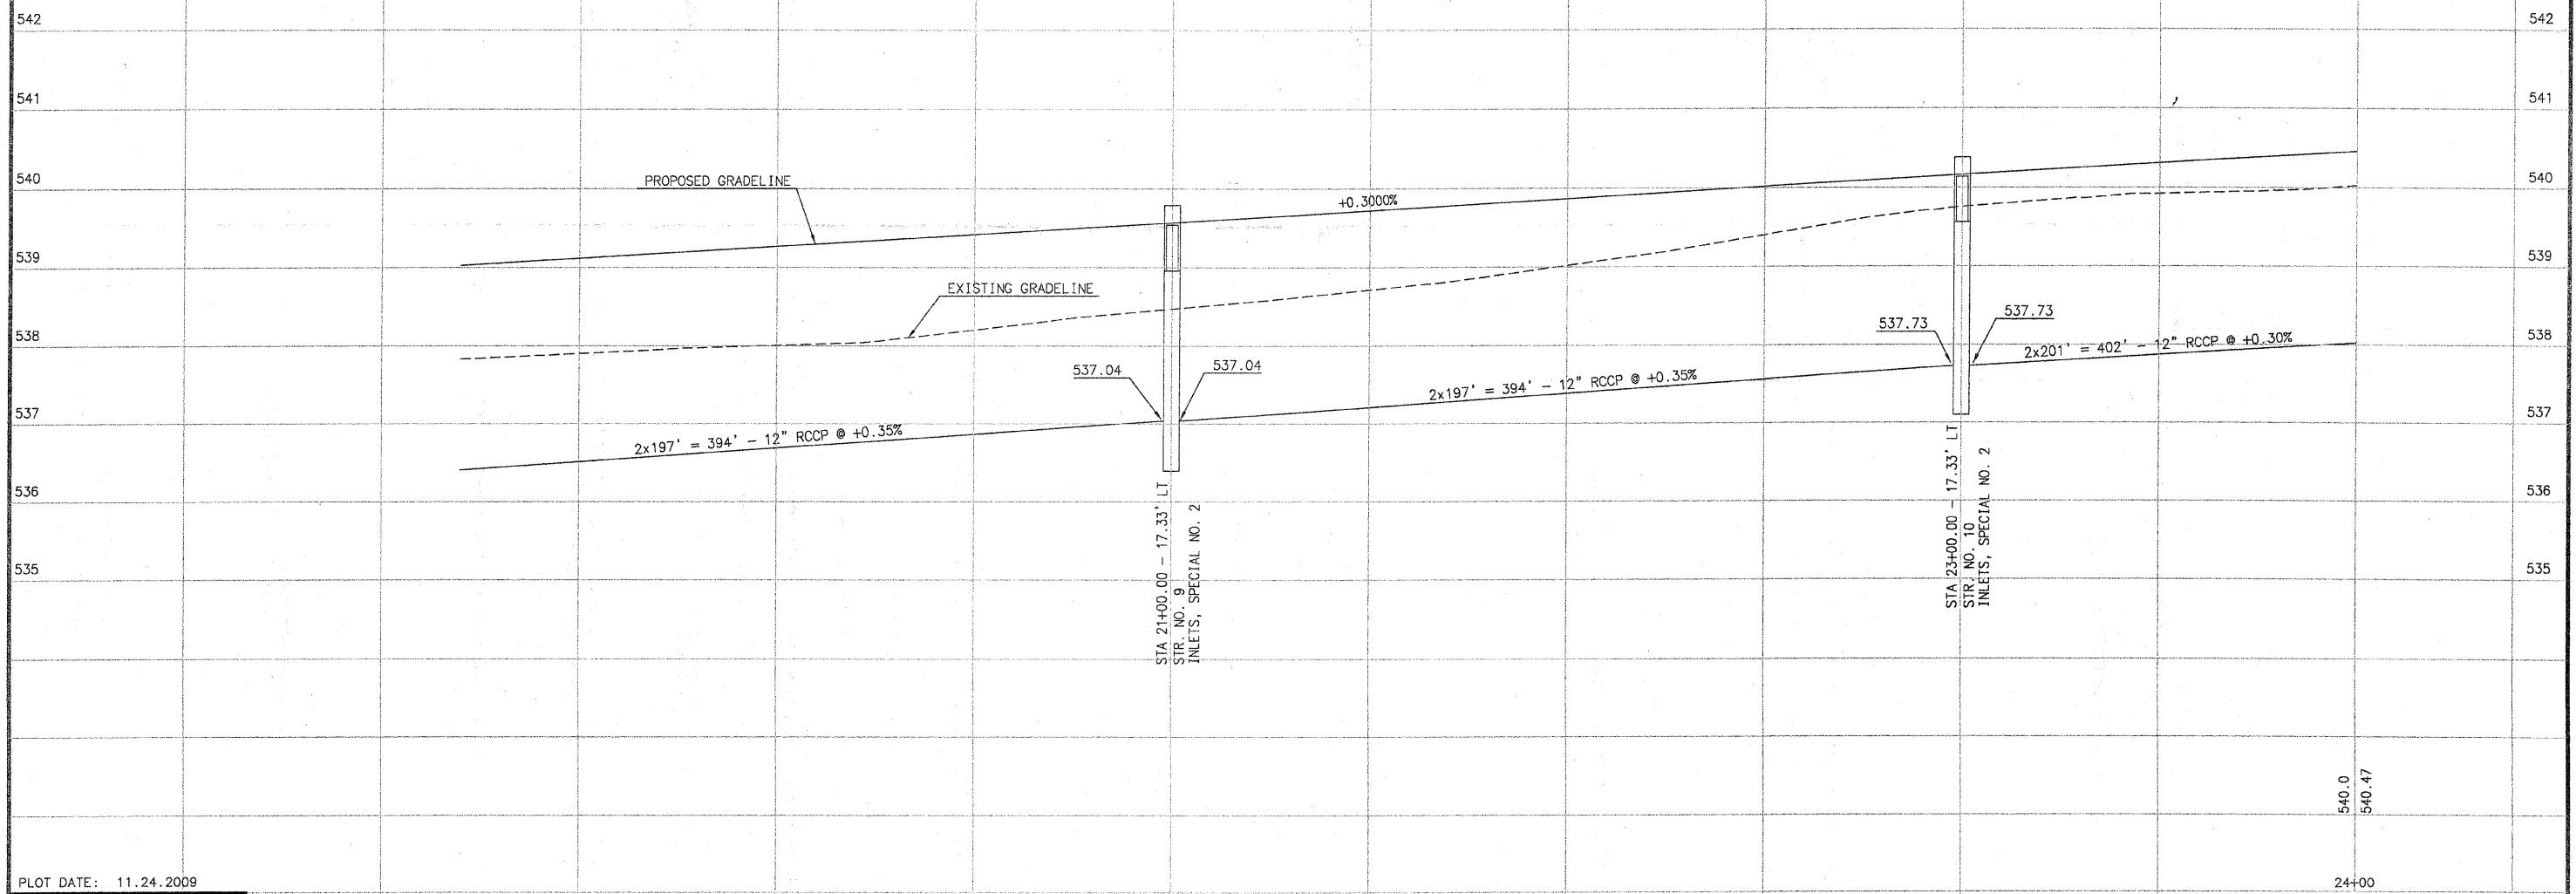 542
542
541
541
540
540
PROPOSED GRADELINE
+0.3000%
539
539
EXISTING GRADELINE
538
538
537.04
537.04
537.73
537.73
2x197' = 394' - 12" RCCP @ +0.35%
2x197' = 394' - 12" RCCP @ +0.35%
2x201' = 402' - 12" RCCP @ +0.30%
537
537
536
536
535
535
STA 21+00.00 - 17.33' LT
STR. NO. 9
INLETS, SPECIAL NO. 2
STA 23+00.00 - 17.33' LT
STR. NO. 10
INLETS, SPECIAL NO. 2
540.0
540.47
PLOT DATE: 11.24.2009
24+00